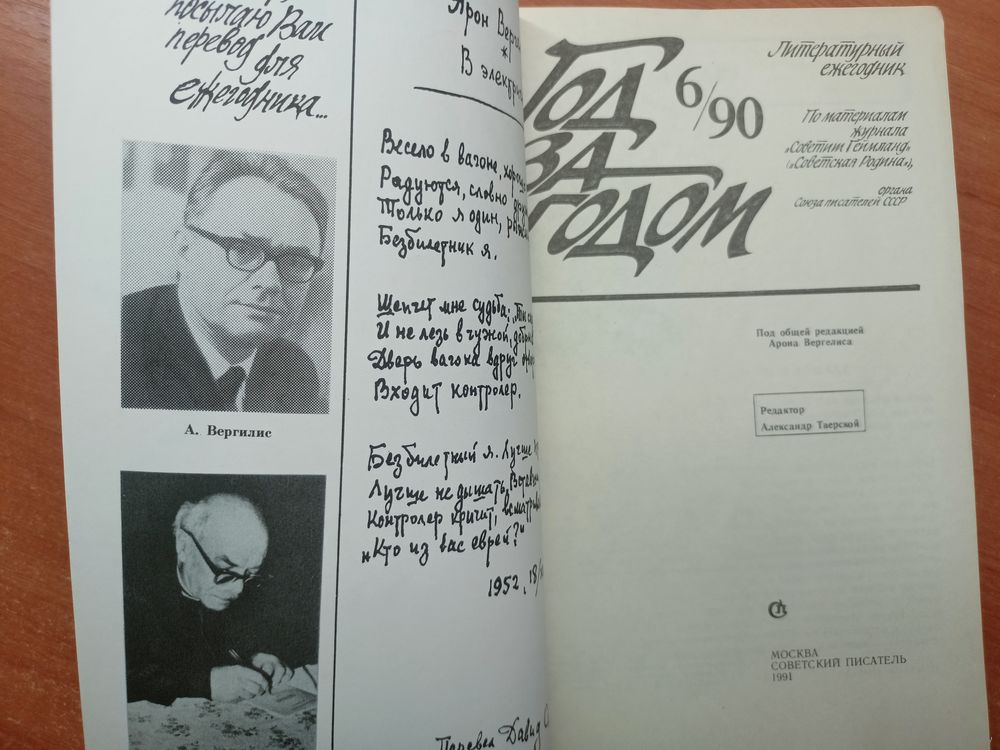 посылаю Вам
перевод для
ежегодника...
А. Вергилис
Арон
*
В
Весело в вагоне,
Радуются, словно
Только я один,
Безбилетник я.
Шепчет мне судьба:
И не лезь в чужой,
Дверь вагона вдруг
Входит контролер.
Безбилетный я. Лучше
Лучше не дышать.
Контролер кричит,
"Кто из вас еврей?"
1952, 18/
Перевел Давид
ГОД
ЗА
ГОДОМ
6/90
Литературный
ежегодник
По материалам
журнала
"Советиш Геймланд"
("Советская Родина"),
органа
Союза писателей СССР
Под общей редакцией
Арона Вергелиса
Редактор
Александр Тверской
МОСКВА
СОВЕТСКИЙ ПИСАТЕЛЬ
1991